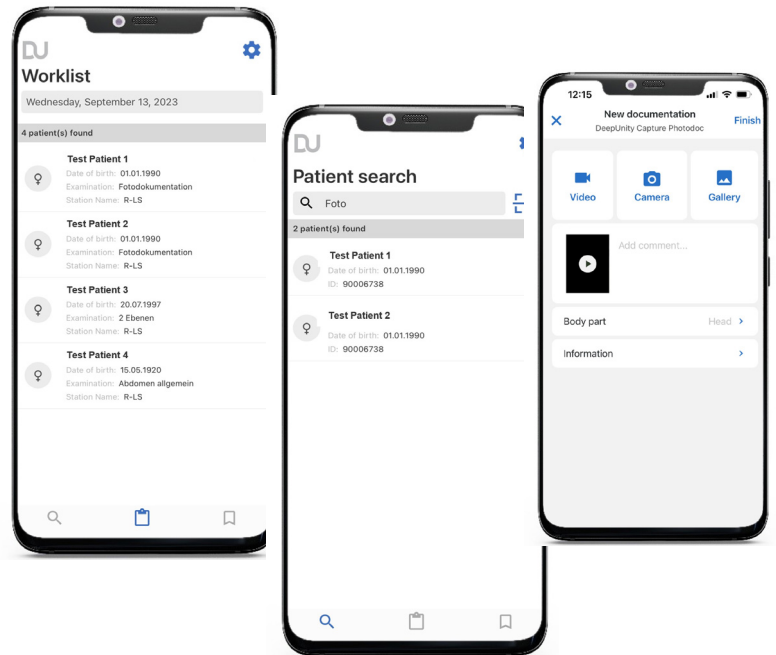 DU
Worklist
Wednesday, September 13, 2023
4 patient(s) found
Test Patient 1
Date of birth: 01.01.1990
Examination: Fotodokumentation
Station Name: R-LS
Test Patient 2
Date of birth: 01.01.1990
Examination: Fotodokumentation
Station Name: R-LS
Test Patient 3
Date of birth: 20.07.1997
Examination: 2 Ebenen
Station Name: R-LS
Test Patient 4
Date of birth: 15.05.1920
Examination: Abdomen allgemein
Station Name: R-LS
DU
Patient search
Foto
2 patient(s) found
Test Patient 1
Date of birth: 01.01.1990
ID: 90006738
Test Patient 2
Date of birth: 01.01.1990
ID: 90006738
12:15
New documentation
DeepUnity Capture Photodoc
Finish
Video
Camera
Gallery
Add comment...
Body part
Head
Information